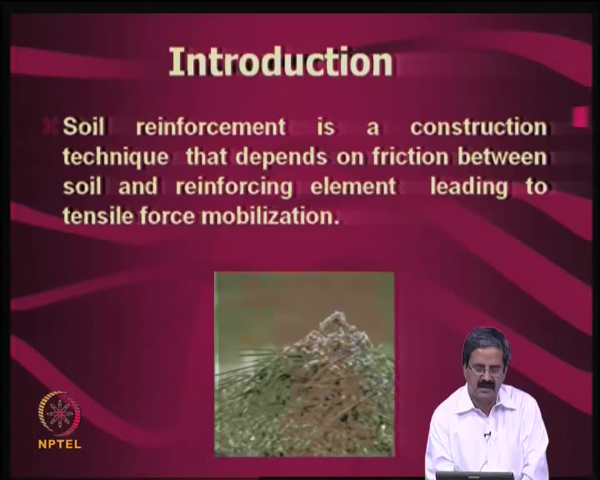 Introduction
Soil reinforcement is a construction
technique that depends on friction between
soil and reinforcing element leading to
tensile force mobilization.
NPTEL